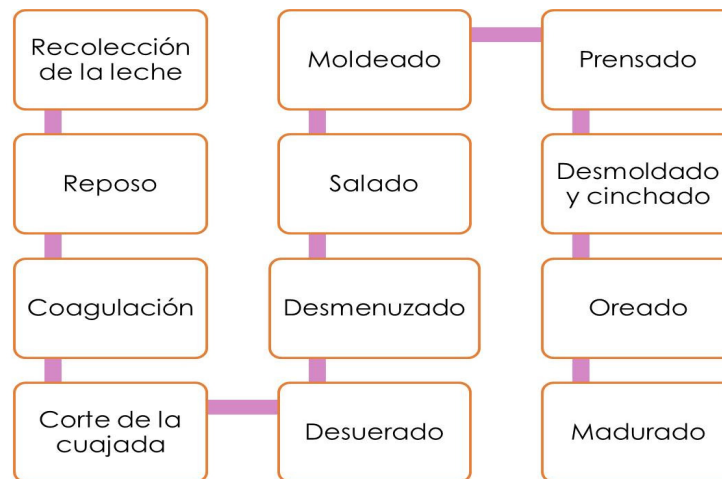 Recolección
de la leche
Reposo
Coagulación
Corte de la
cuajada
Desuerado
Desmenuzado
Salado
Moldeado
Prensado
Desmoldado
y cinchado
Oreado
Madurado